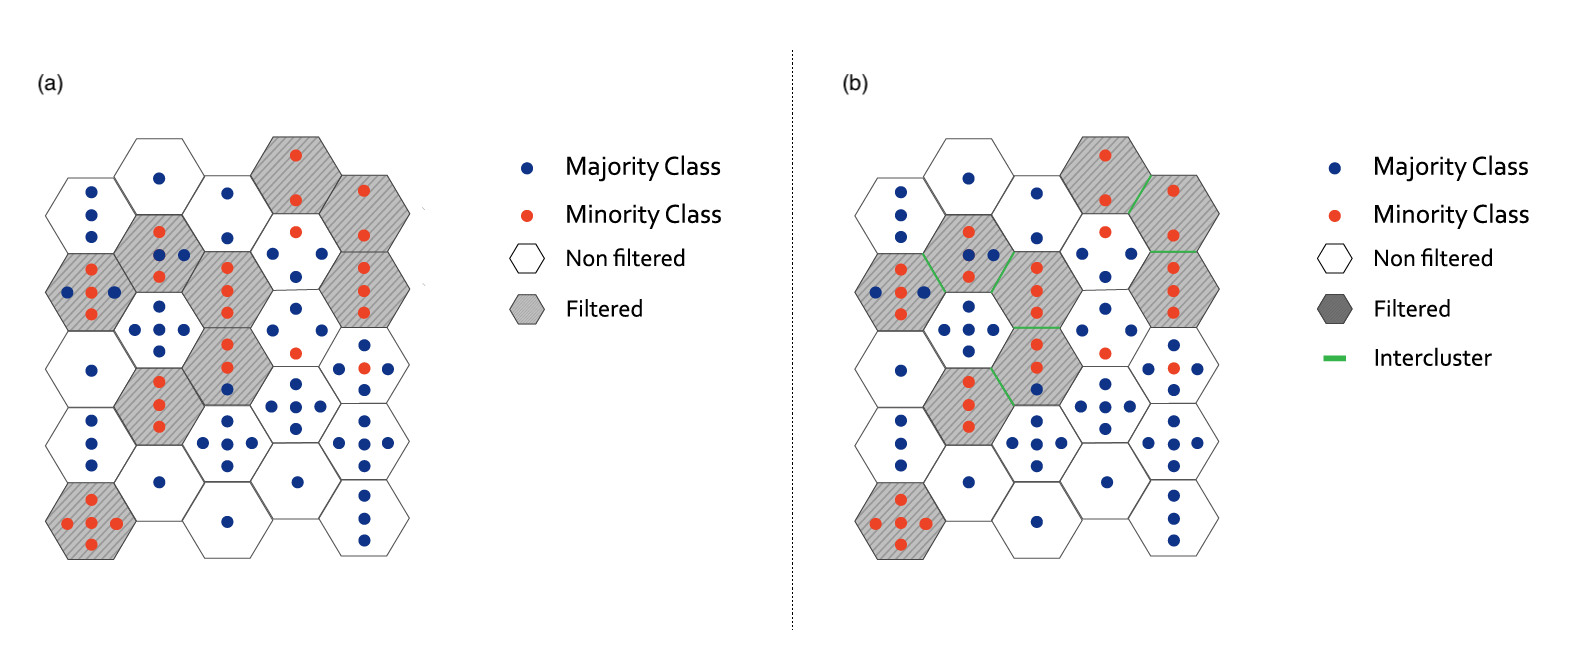 (a)
Majority Class
Minority Class
Non filtered
Filtered
(b)
Majority Class
Minority Class
Non filtered
Filtered
Intercluster